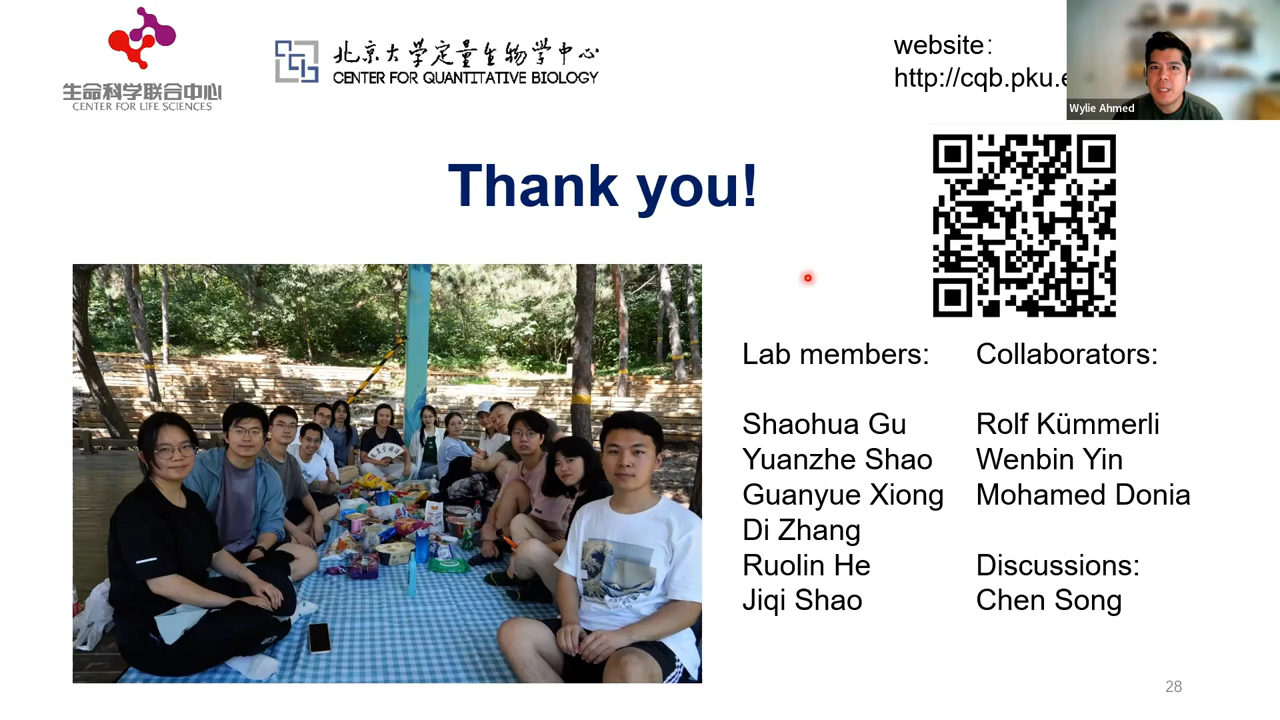 生命科学联合中心
CENTER FOR LIFE SCIENCES
北京大学定量生物学中心
CENTER FOR QUANTITATIVE BIOLOGY
website：
http://cqb.pku.e
Wylie Ahmed
Thank you!
Lab members:
Shaohua Gu
Yuanzhe Shao
Guanyue Xiong
Di Zhang
Ruolin He
Jiqi Shao
Collaborators:
Rolf Kümmerli
Wenbin Yin
Mohamed Donia
Discussions:
Chen Song
28